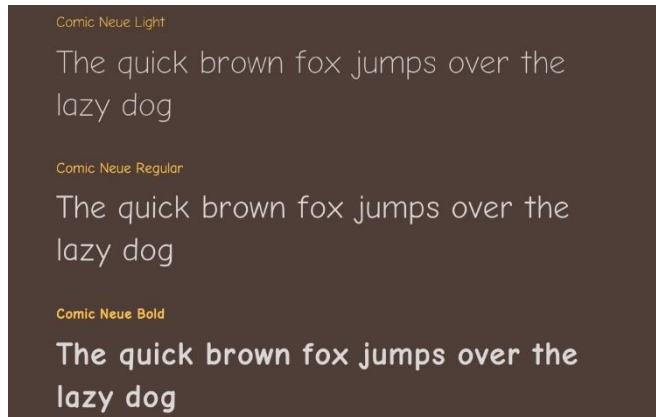 Comic Neue Light
The quick brown fox jumps over the
lazy dog
Comic Neue Regular
The quick brown fox jumps over the
lazy dog
Comic Neue Bold
The quick brown fox jumps over the
lazy dog